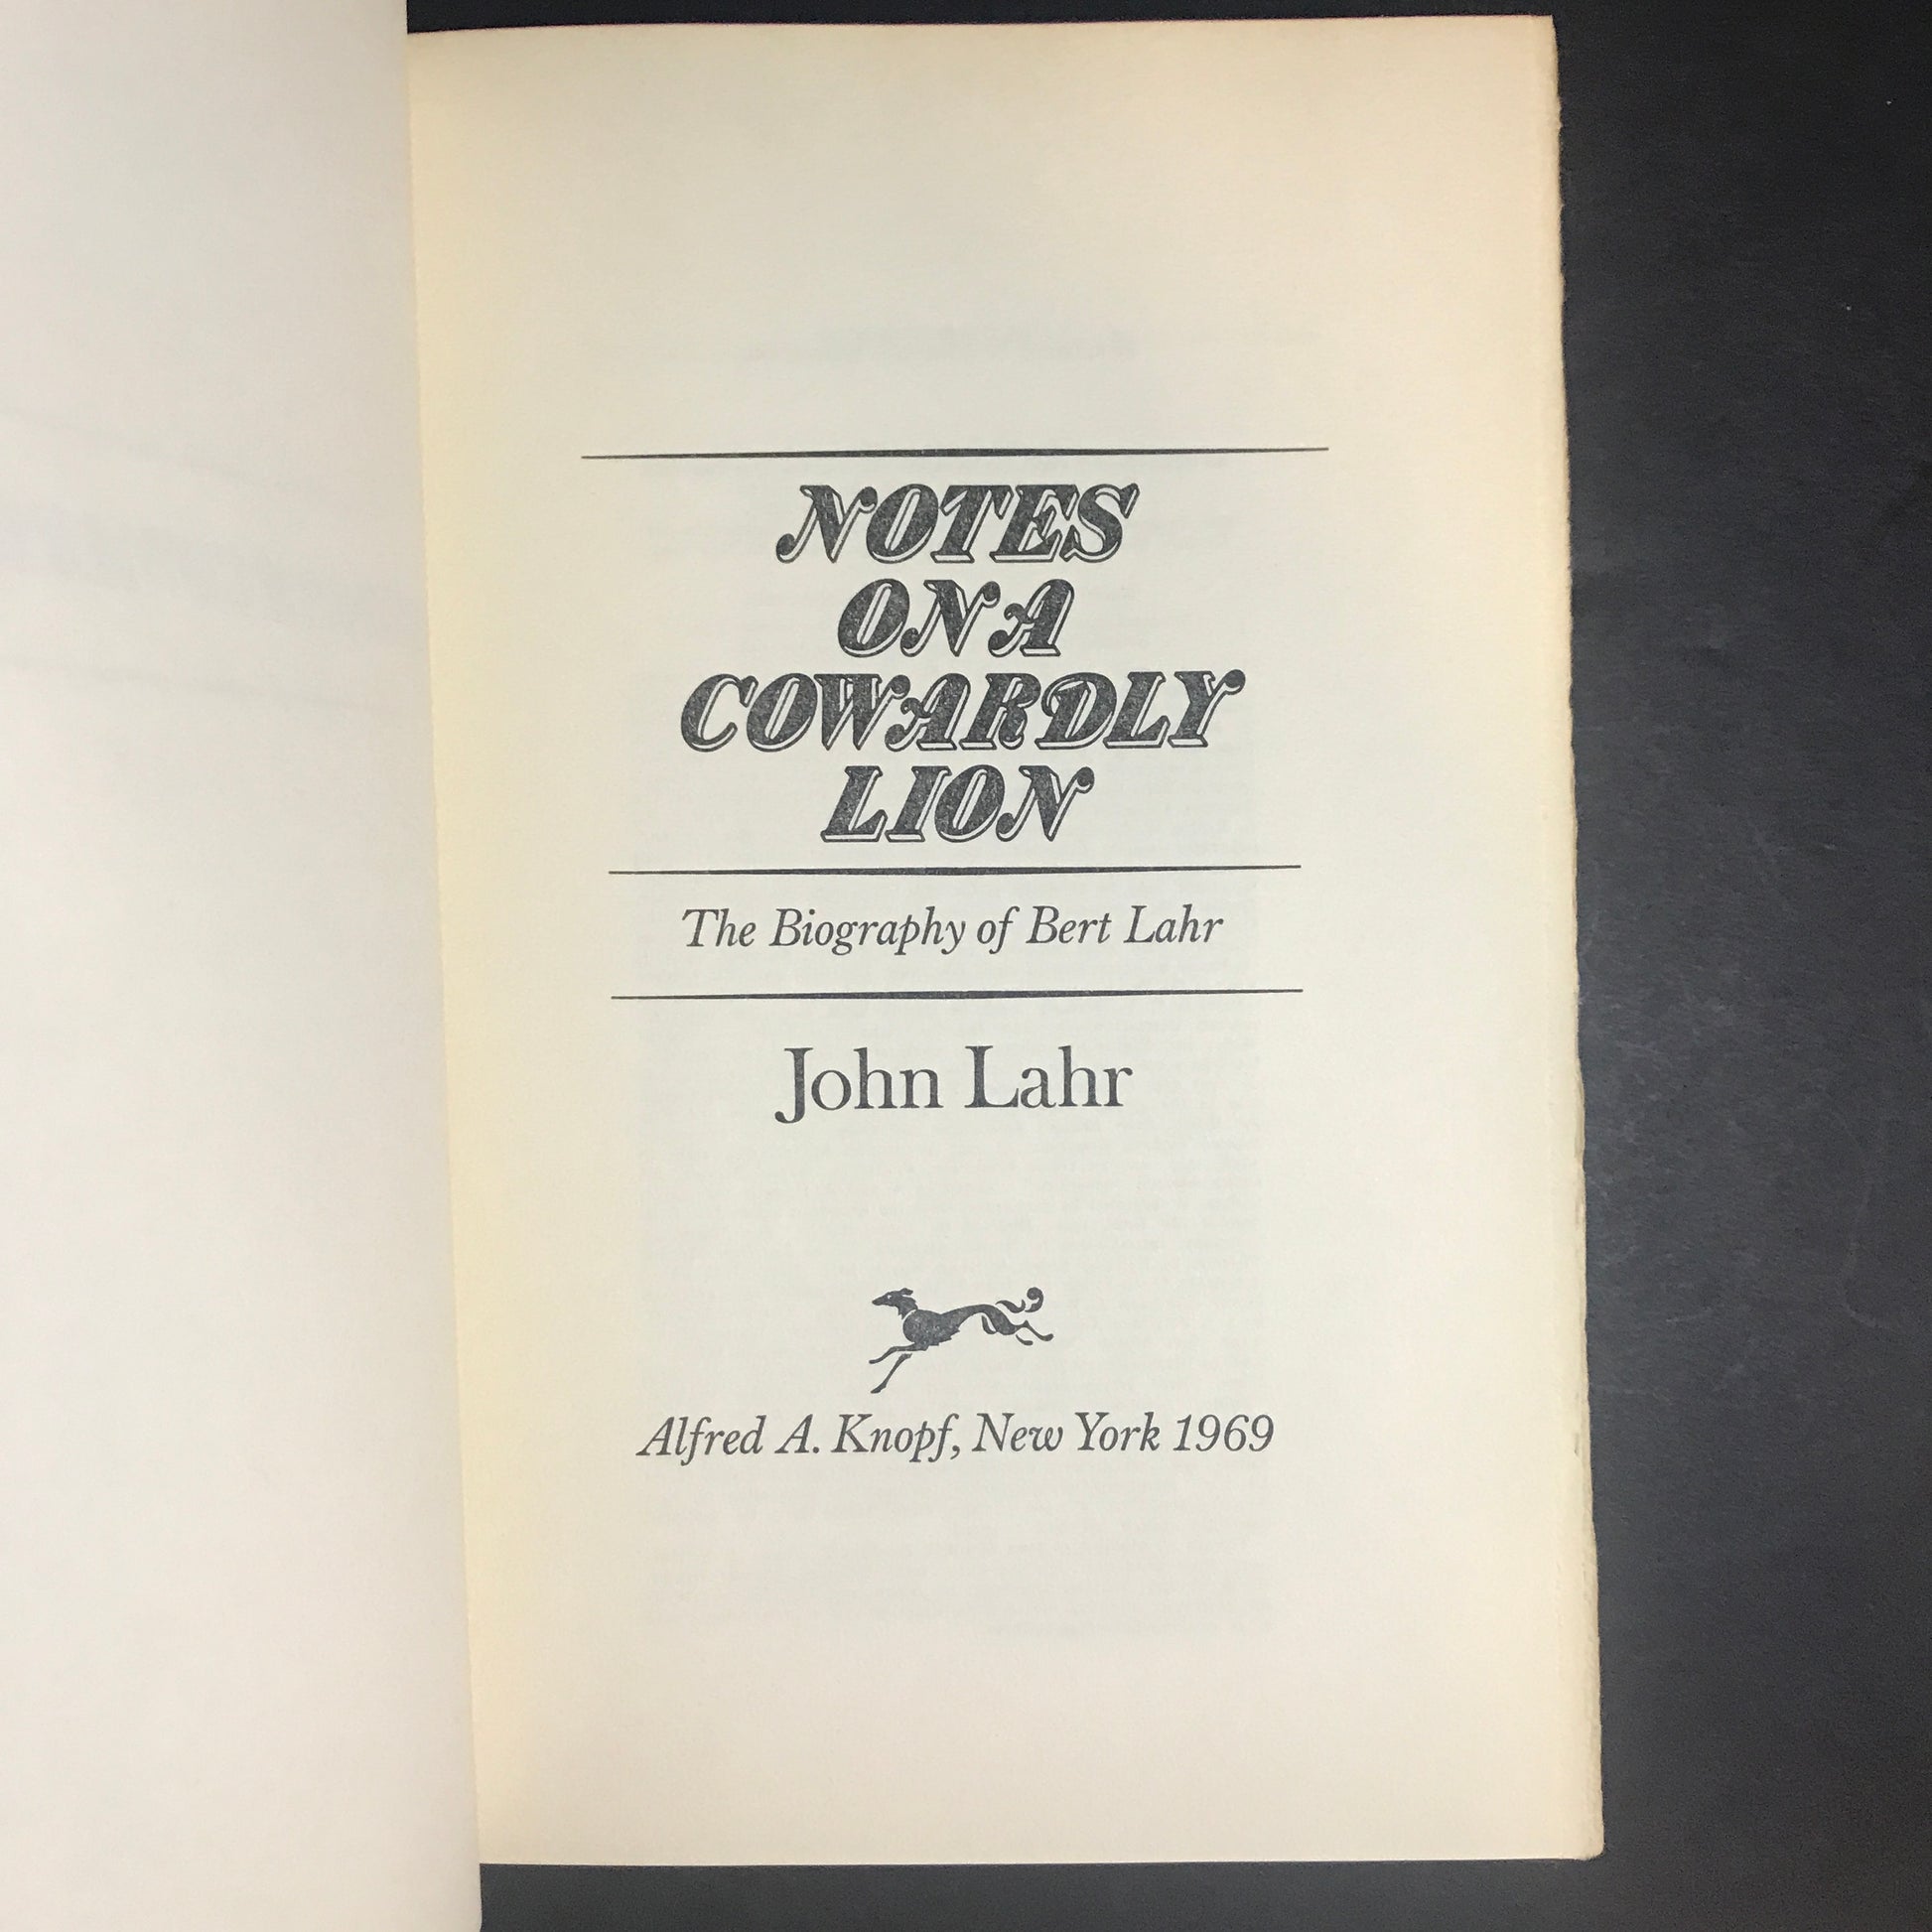 NOTES
ON A
COWARDLY
LION
The Biography of Bert Lahr
John Lahr
Alfred A. Knopf, New York 1969